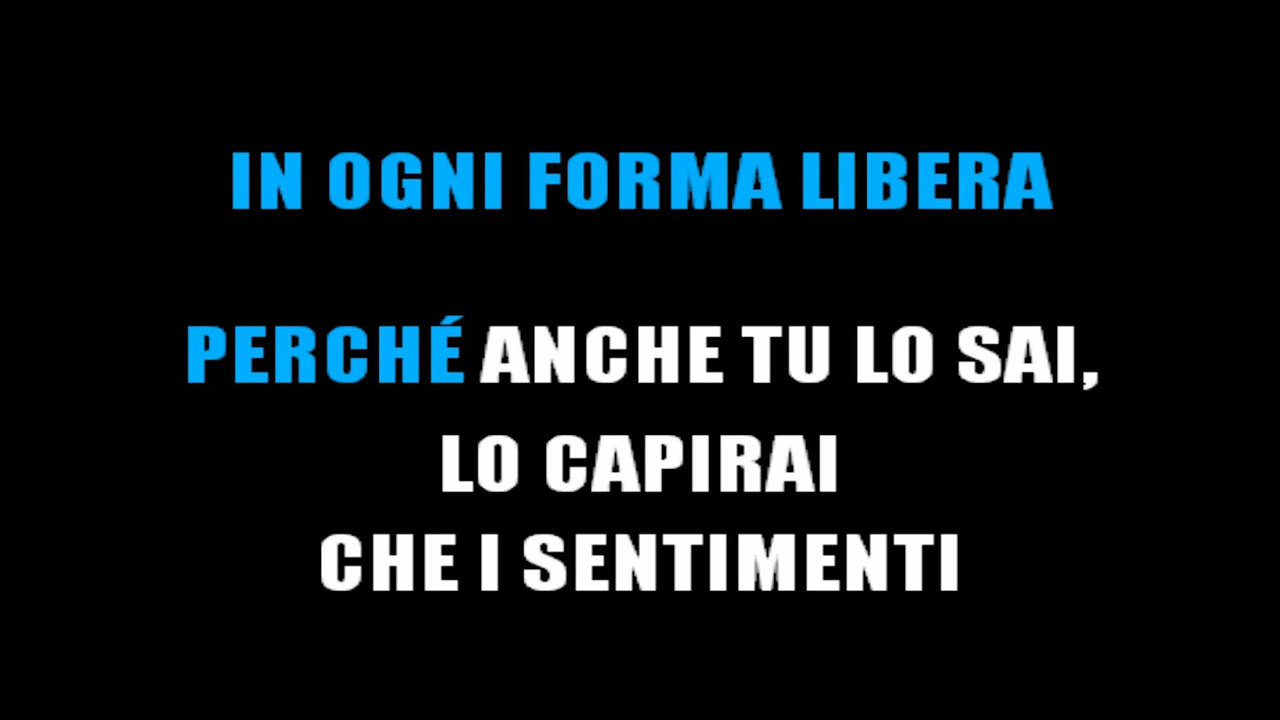 IN OGNI FORMA LIBERA
PERCHÉ ANCHE TU LO SAI,
LO CAPIRAI
CHE I SENTIMENTI